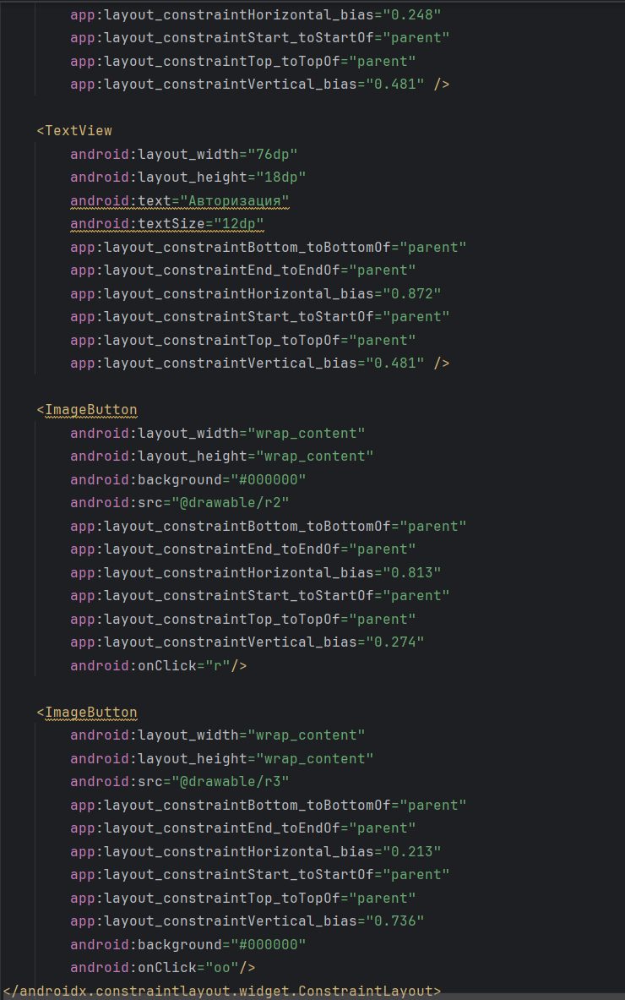 app:layout_constraintHorizontal_bias="0.248"
app:layout_constraintStart_toStartOf="parent"
app:layout_constraintTop_toTopOf="parent"
app:layout_constraintVertical_bias="0.481" />
<TextView
android:layout_width="76dp"
android:layout_height="18dp"
android:text="Авторизация"
android:textSize="12dp"
app:layout_constraintBottom_toBottomOf="parent"
app:layout_constraintEnd_toEndOf="parent"
app:layout_constraintHorizontal_bias="0.872"
app:layout_constraintStart_toStartOf="parent"
app:layout_constraintTop_toTopOf="parent"
app:layout_constraintVertical_bias="0.481" />
<ImageButton
android:layout_width="wrap_content"
android:layout_height="wrap_content"
android:background="#000000"
android:src="@drawable/r2"
app:layout_constraintBottom_toBottomOf="parent"
app:layout_constraintEnd_toEndOf="parent"
app:layout_constraintHorizontal_bias="0.813"
app:layout_constraintStart_toStartOf="parent"
app:layout_constraintTop_toTopOf="parent"
app:layout_constraintVertical_bias="0.274"
android:onClick="r"/>
<ImageButton
android:layout_width="wrap_content"
android:layout_height="wrap_content"
android:src="@drawable/r3"
app:layout_constraintBottom_toBottomOf="parent"
app:layout_constraintEnd_toEndOf="parent"
app:layout_constraintHorizontal_bias="0.213"
app:layout_constraintStart_toStartOf="parent"
app:layout_constraintTop_toTopOf="parent"
app:layout_constraintVertical_bias="0.736"
android:background="#000000"
android:onClick="oo"/>
</androidx.constraintlayout.widget.ConstraintLayout>